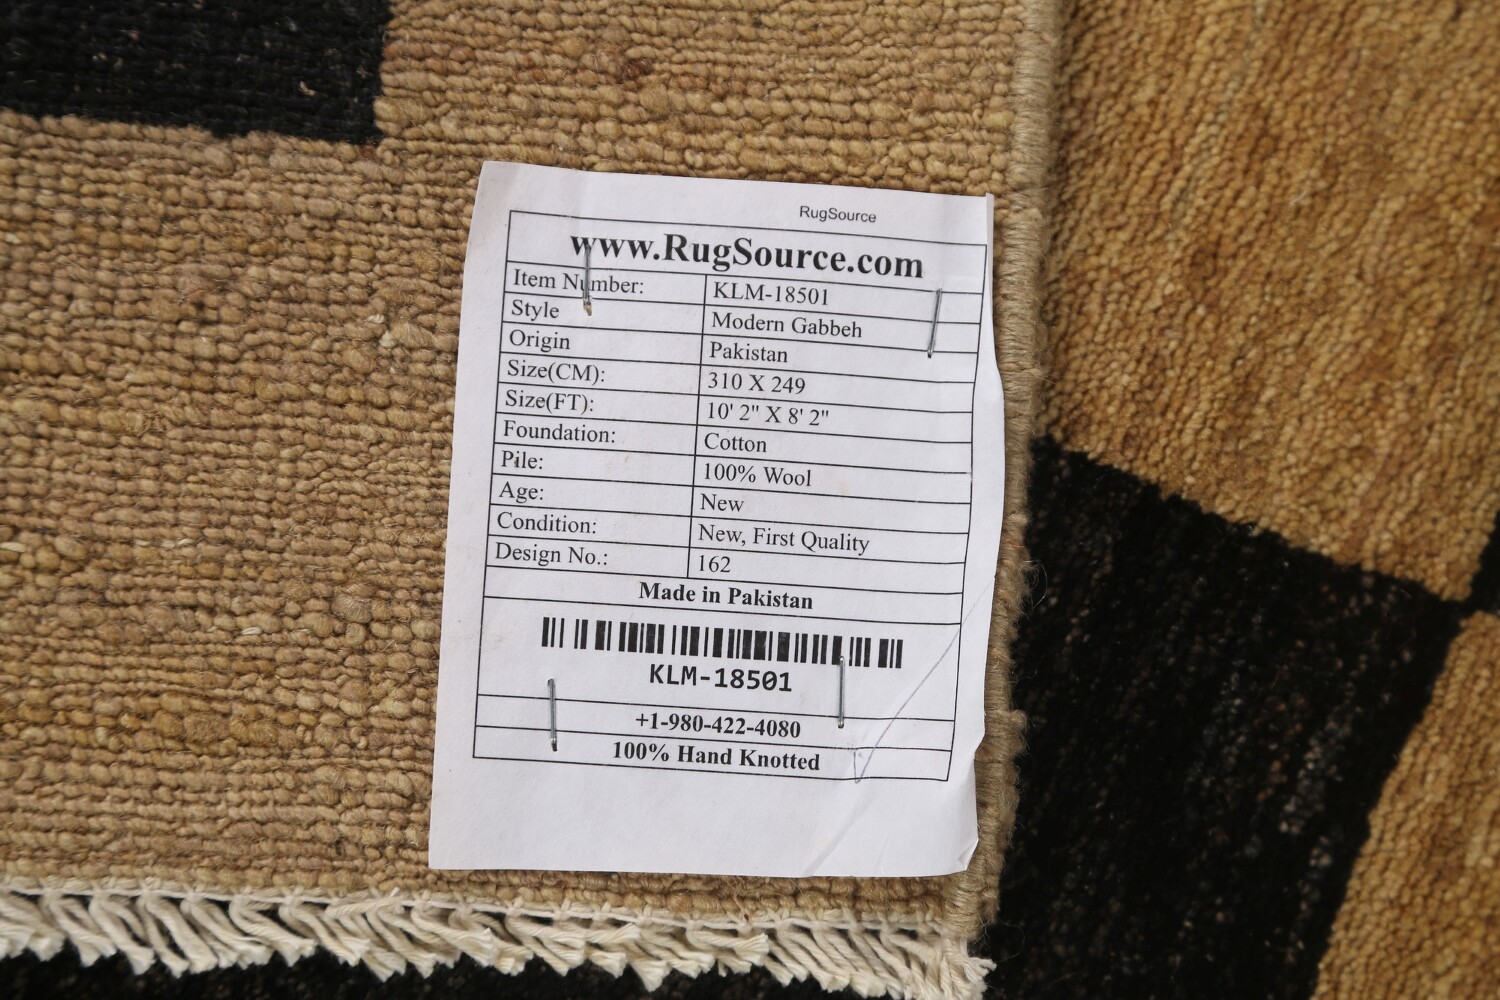 RugSource
www.RugSource.com
Item Number: KLM-18501
Style Modern Gabbeh
Origin Pakistan
Size(CM): 310 X 249
Size(FT): 10' 2" X 8' 2"
Foundation: Cotton
Pile: 100% Wool
Age: New
Condition: New, First Quality
Design No.: 162
Made in Pakistan
KLM-18501
+1-980-422-4080
100% Hand Knotted